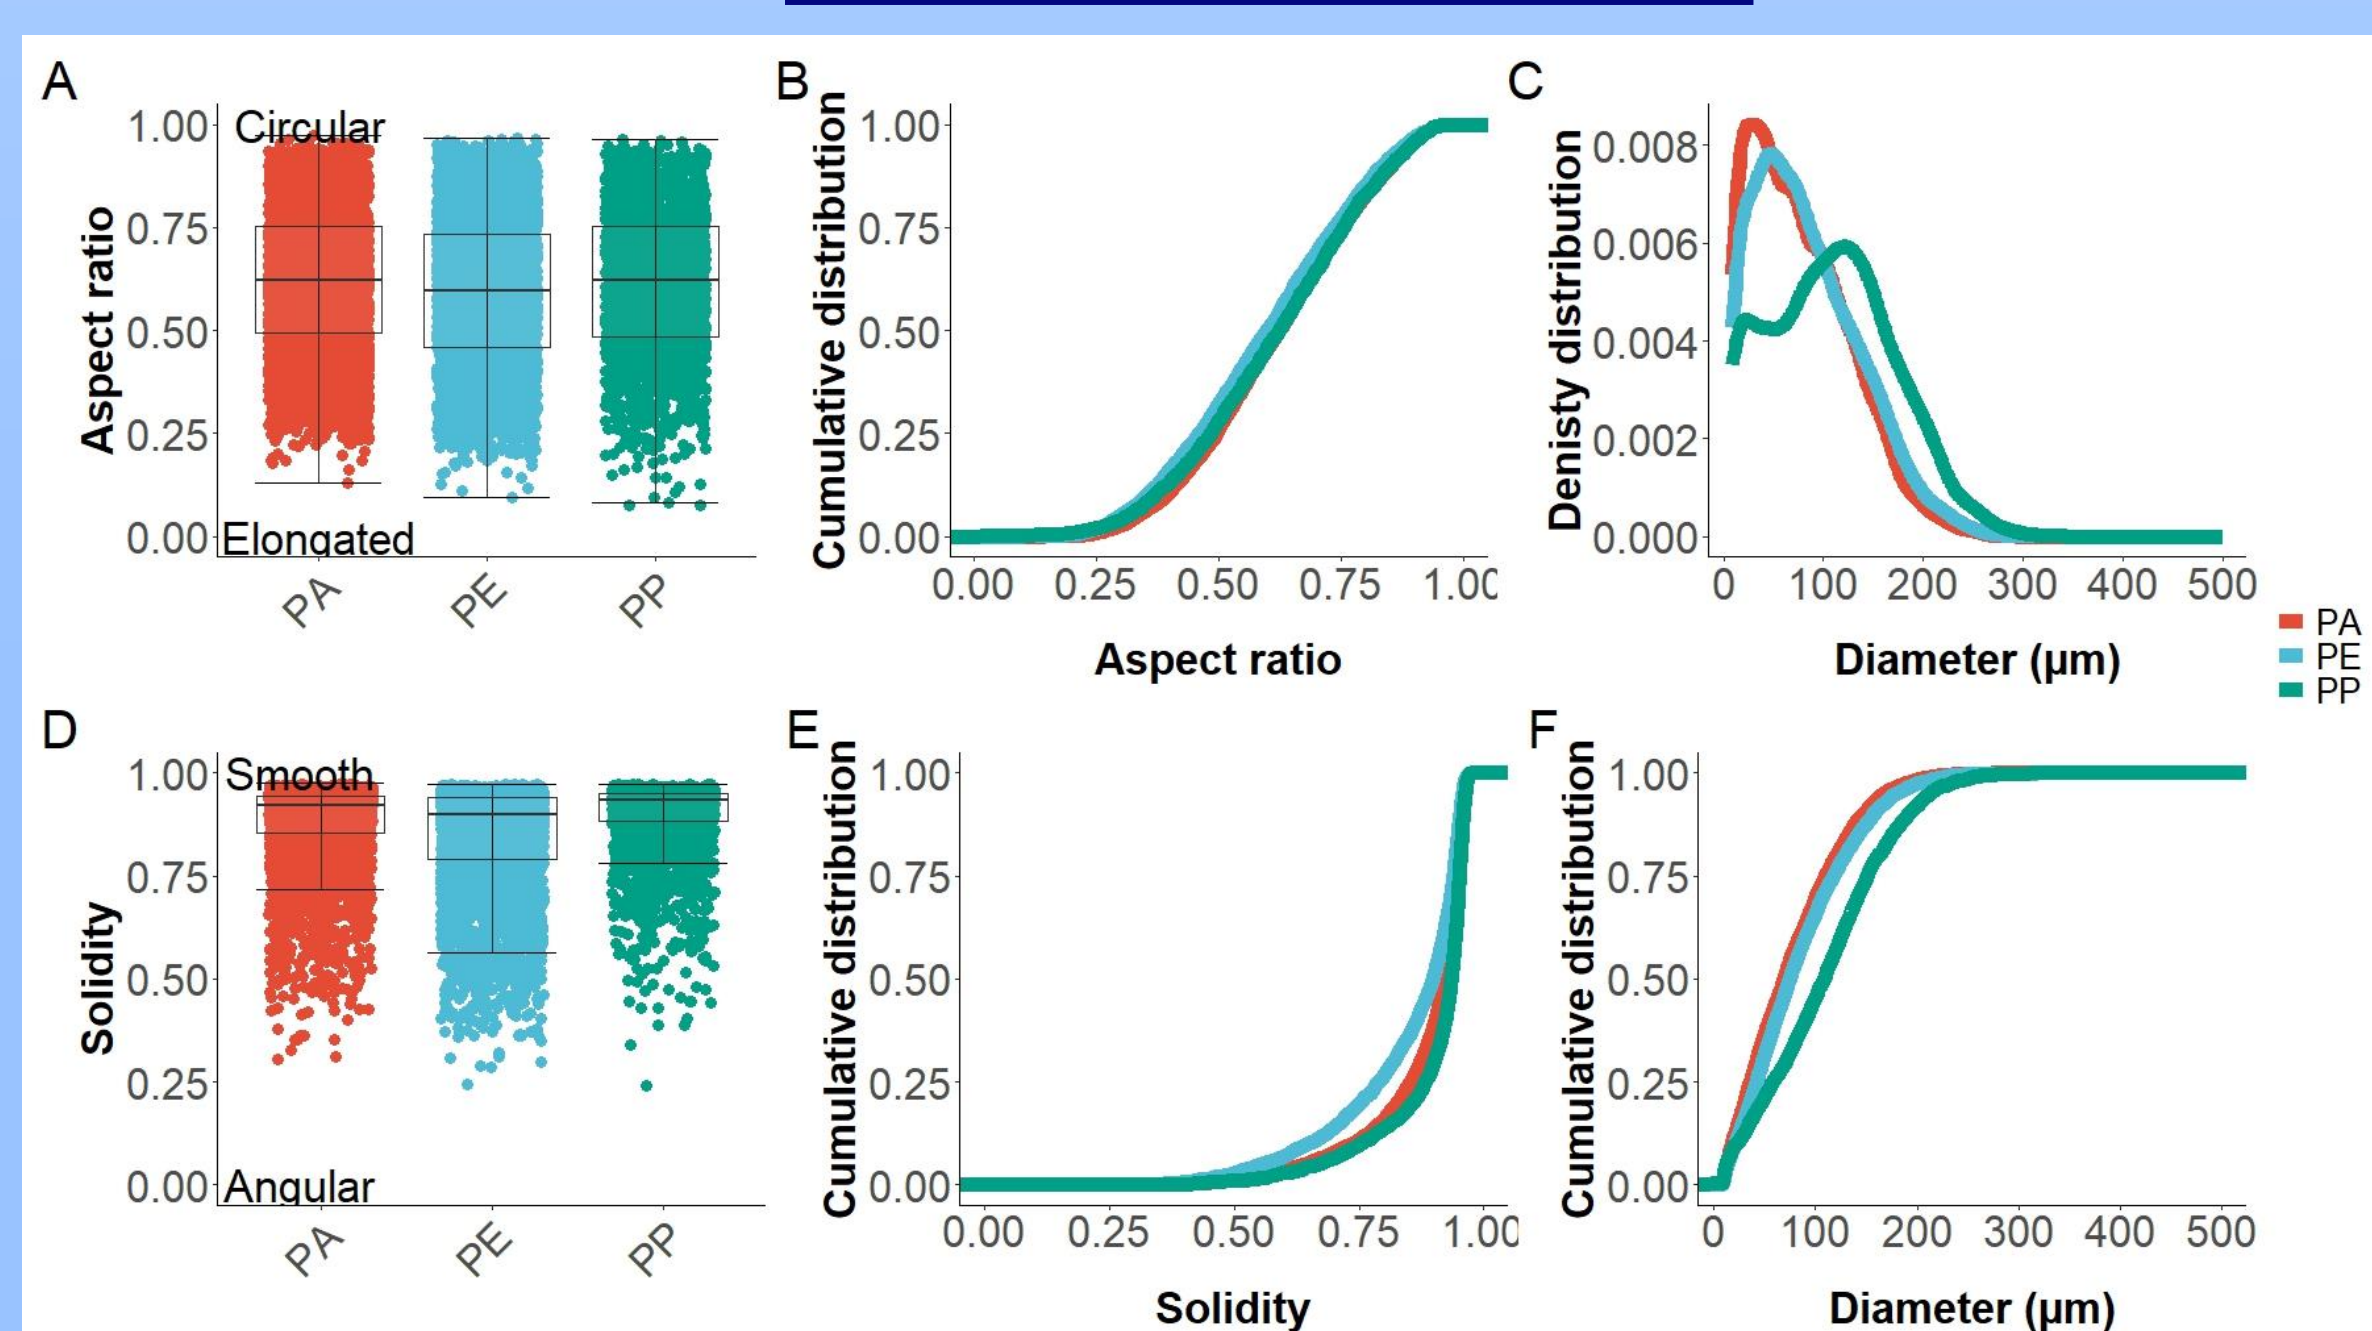 A
Aspect ratio
1.00
0.75
0.50
0.25
0.00
Circular
Elongated
PA
PE
PP
B
Cumulative distribution
1.00
0.75
0.50
0.25
0.00
0.00 0.25 0.50 0.75 1.00
Aspect ratio
C
Denisty distribution
0.008
0.006
0.004
0.002
0.000
0 100 200 300 400 500
Diameter (µm)
PA
PE
PP
D
Solidity
1.00
0.75
0.50
0.25
0.00
Smooth
Angular
PA
PE
PP
E
Cumulative distribution
1.00
0.75
0.50
0.25
0.00
0.00 0.25 0.50 0.75 1.00
Solidity
F
Cumulative distribution
1.00
0.75
0.50
0.25
0.00
0 100 200 300 400 500
Diameter (µm)